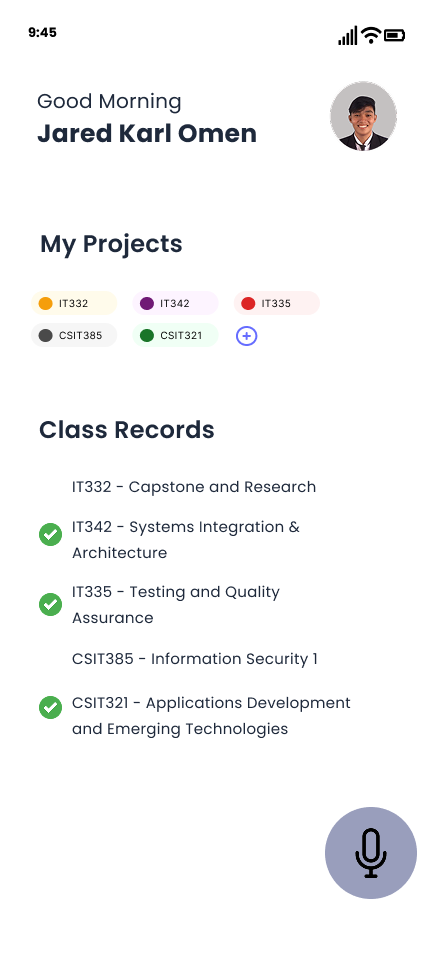 9:45
Good Morning
Jared Karl Omen
My Projects
IT332 IT342 IT335
CSIT385 CSIT321
Class Records
IT332 - Capstone and Research
IT342 - Systems Integration &
Architecture
IT335 - Testing and Quality
Assurance
CSIT385 - Information Security 1
CSIT321 - Applications Development
and Emerging Technologies